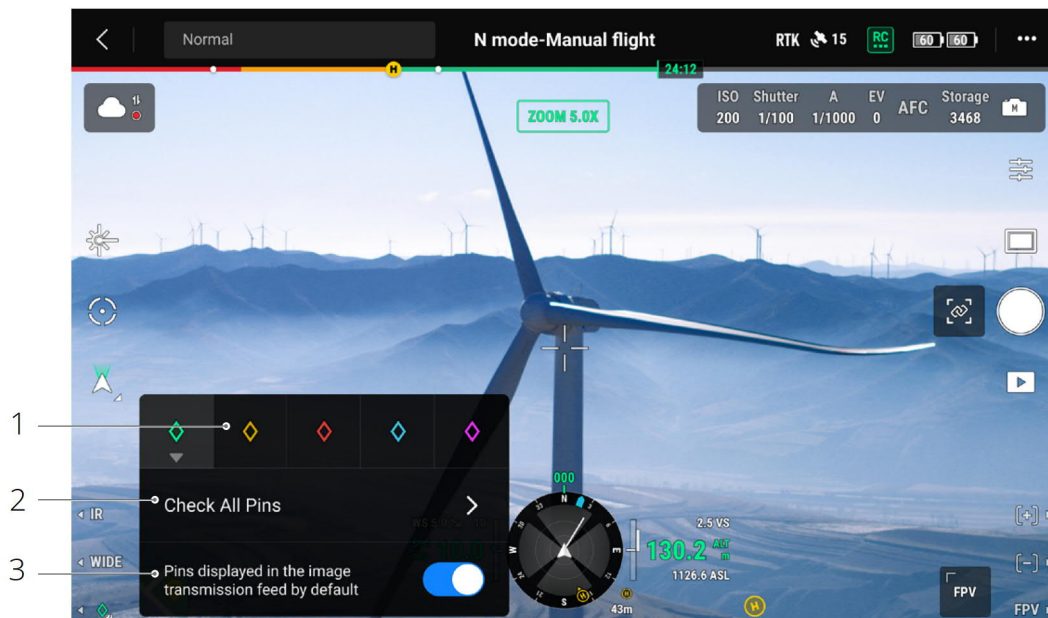 Normal
N mode-Manual flight
RTK 15 RC 60 60
H
24:12
ZOOM 5.0X
ISO Shutter A EV AFC Storage
200 1/100 1/1000 0 3468
M
1
2 Check All Pins
3 Pins displayed in the image
transmission feed by default
IR
WIDE
000
N
W E
S
H
2.5 VS
130.2 ALT
m
1126.6 ASL
H
43m
H
[+]
[-]
FPV
FPV